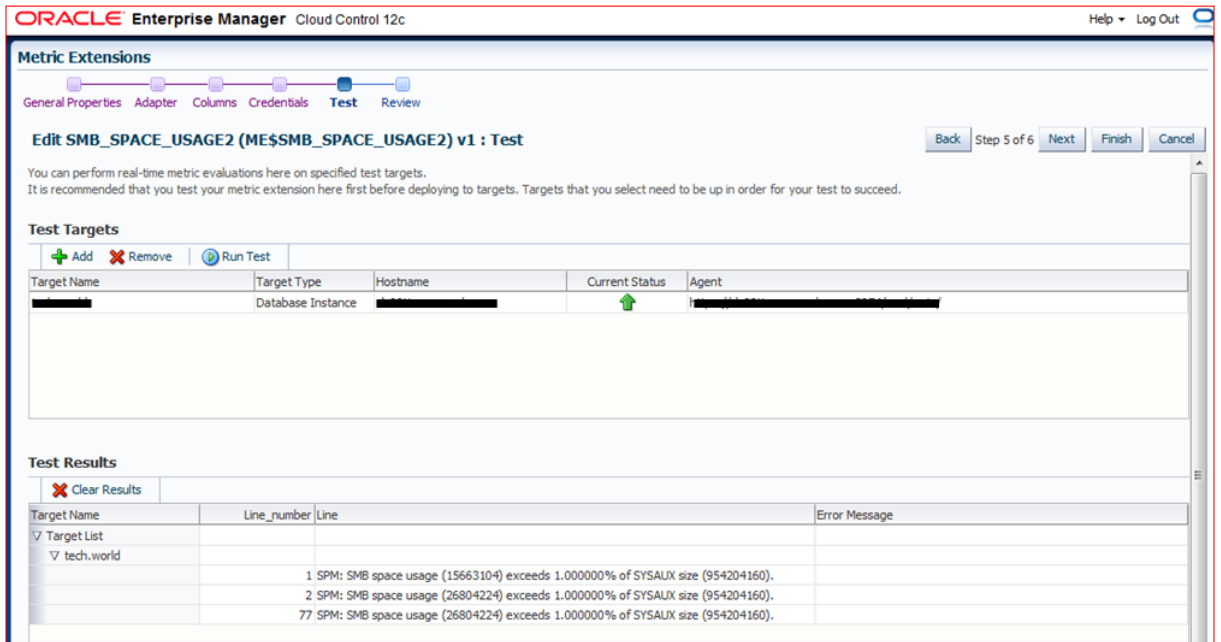 ORACLE Enterprise Manager Cloud Control 12c Help Log Out
Metric Extensions
General Properties Adapter Columns Credentials Test Review
Edit SMB_SPACE_USAGE2 (ME$SMB_SPACE_USAGE2) v1 : Test Back Step 5 of 6 Next Finish Cancel
You can perform real-time metric evaluations here on specified test targets.
It is recommended that you test your metric extension here first before deploying to targets. Targets that you select need to be up in order for your test to succeed.
Test Targets
Add Remove Run Test
Target Name Target Type Hostname Current Status Agent
Database Instance
Test Results
Clear Results
Target Name Line_number Line Error Message
Target List
tech.world
1 SPM: SMB space usage (15663104) exceeds 1.000000% of SYSAUX size (954204160).
2 SPM: SMB space usage (26804224) exceeds 1.000000% of SYSAUX size (954204160).
77 SPM: SMB space usage (26804224) exceeds 1.000000% of SYSAUX size (954204160).